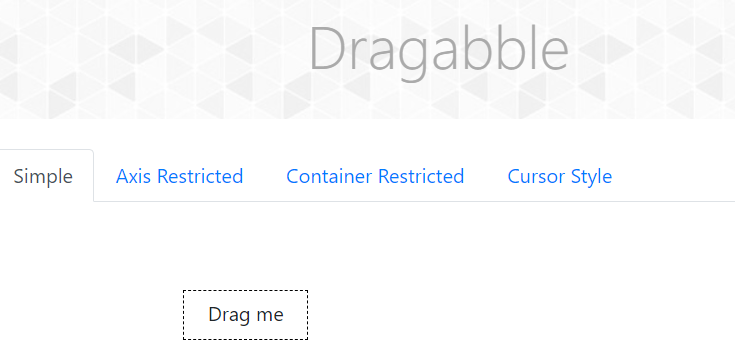 Dragabble
Simple Axis Restricted Container Restricted Cursor Style
Drag me